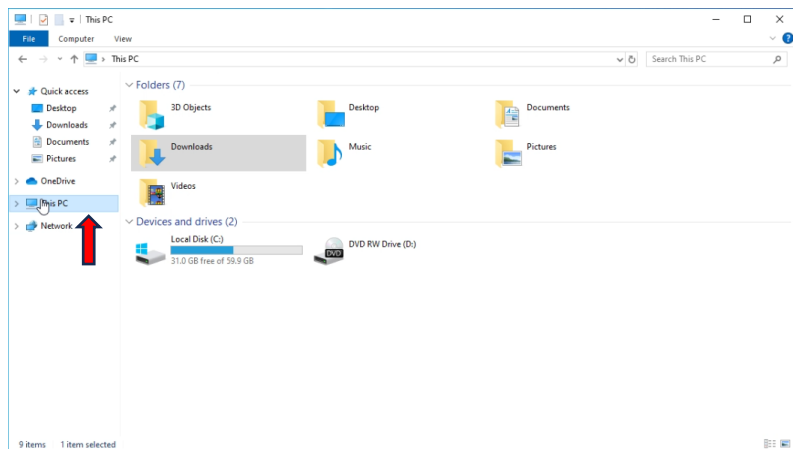 This PC
File Computer View
This PC
Search This PC
Quick access
Desktop
Downloads
Documents
Pictures
OneDrive
This PC
Network
Folders (7)
3D Objects
Desktop
Documents
Downloads
Music
Pictures
Videos
Devices and drives (2)
Local Disk (C:)
31.0 GB free of 59.9 GB
DVD RW Drive (D:)
DVD
9 items 1 item selected